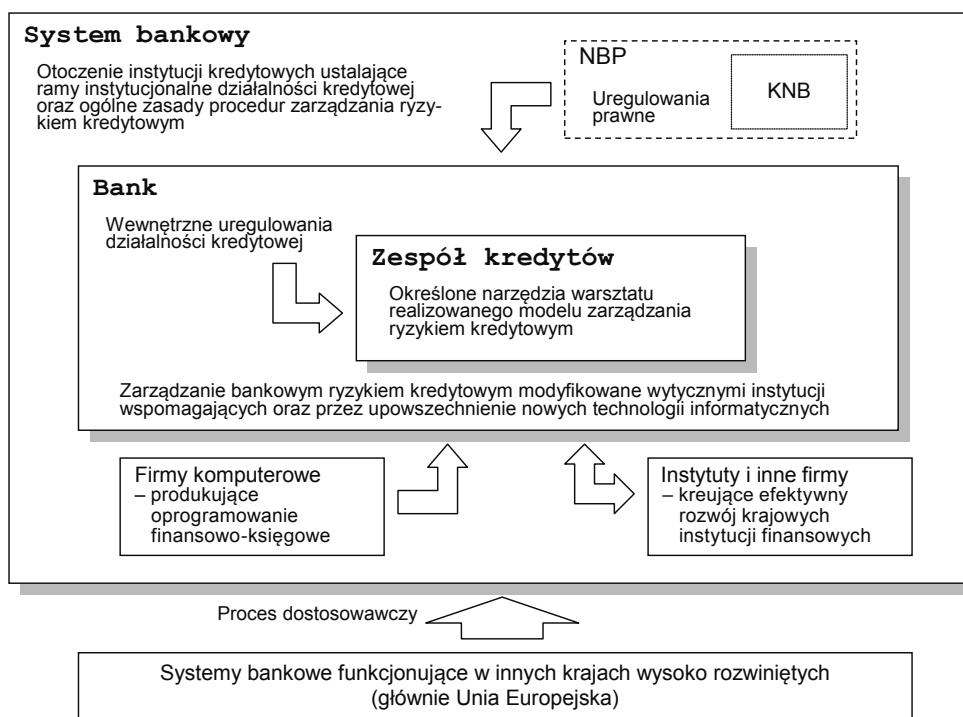 System bankowy
Otoczenie instytucji kredytowych ustalające
ramy instytucjonalne działalności kredytowej
oraz ogólne zasady procedur zarządzania ryzy-
kiem kredytowym
NBP
KNB
Uregulowania
prawne
Bank
Wewnętrzne uregulowania
działalności kredytowej
Zespół kredytów
Określone narzędzia warsztatu
realizowanego modelu zarządzania
ryzykiem kredytowym
Zarządzanie bankowym ryzykiem kredytowym modyfikowane wytycznymi instytucji
wspomagających oraz przez upowszechnienie nowych technologii informatycznych
Firmy komputerowe
– produkujące
oprogramowanie
finansowo-księgowe
Instytuty i inne firmy
– kreujące efektywny
rozwój krajowych
instytucji finansowych
Proces dostosowawczy
Systemy bankowe funkcjonujące w innych krajach wysoko rozwiniętych
(głównie Unia Europejska)